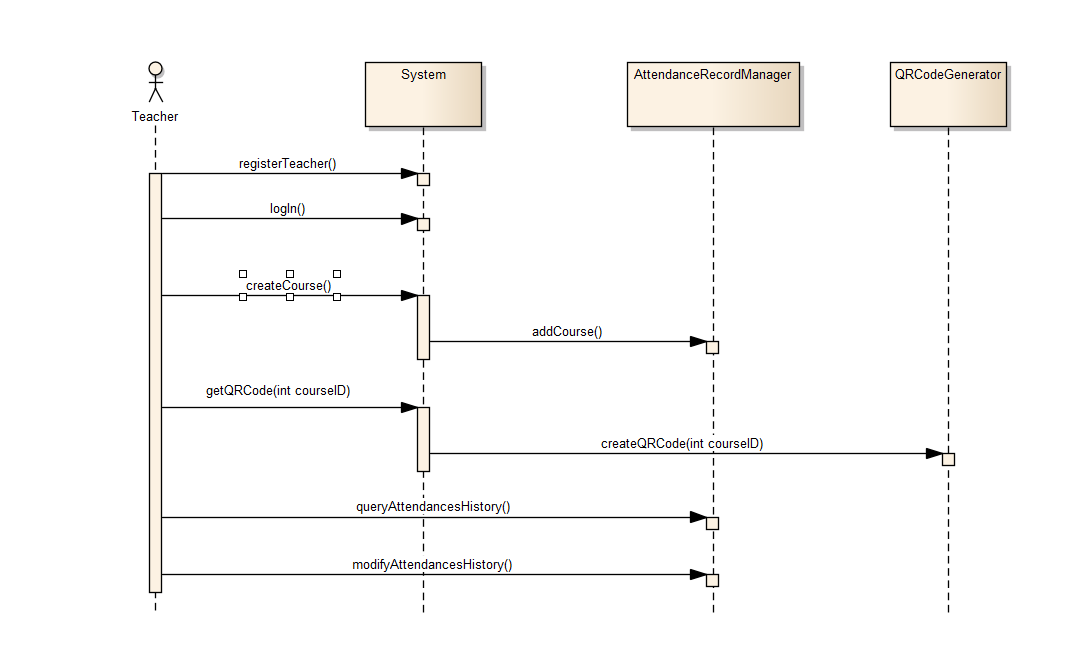 System
AttendanceRecordManager
QRCodeGenerator
Teacher
registerTeacher()
logIn()
createCourse()
addCourse()
getQRCode(int courseID)
createQRCode(int courseID)
queryAttendancesHistory()
modifyAttendancesHistory()